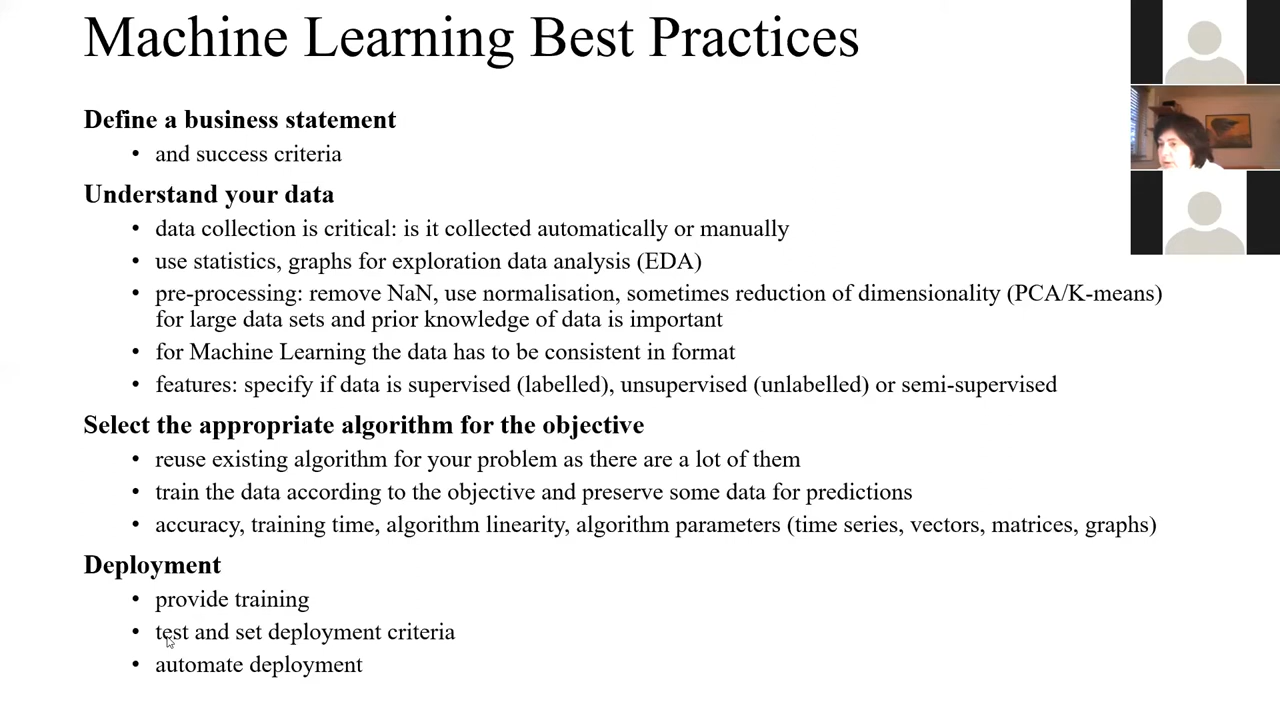 Machine Learning Best Practices
Define a business statement
• and success criteria
Understand your data
• data collection is critical: is it collected automatically or manually
• use statistics, graphs for exploration data analysis (EDA)
• pre-processing: remove NaN, use normalisation, sometimes reduction of dimensionality (PCA/K-means)
for large data sets and prior knowledge of data is important
• for Machine Learning the data has to be consistent in format
• features: specify if data is supervised (labelled), unsupervised (unlabelled) or semi-supervised
Select the appropriate algorithm for the objective
• reuse existing algorithm for your problem as there are a lot of them
• train the data according to the objective and preserve some data for predictions
• accuracy, training time, algorithm linearity, algorithm parameters (time series, vectors, matrices, graphs)
Deployment
• provide training
• test and set deployment criteria
• automate deployment